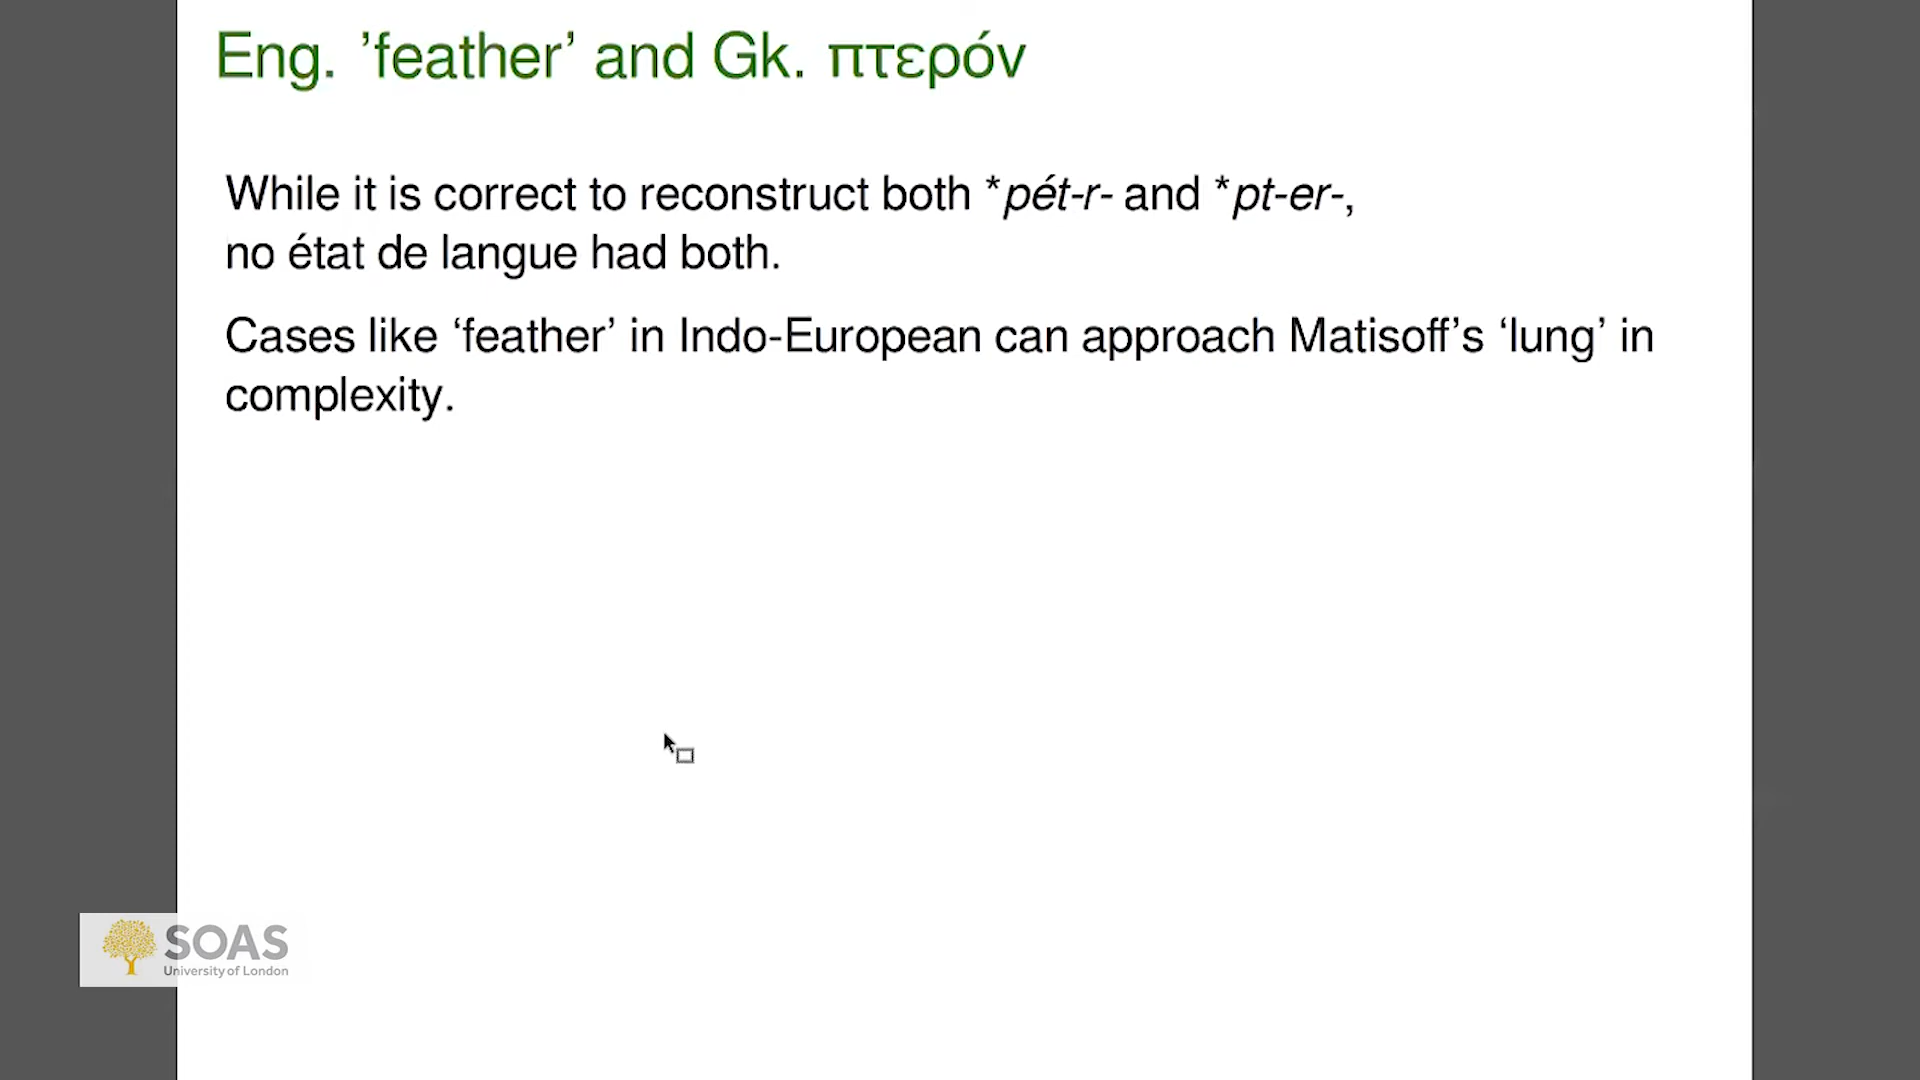 Eng. ’feather’ and Gk. πτερόν
While it is correct to reconstruct both *pét-r- and *pt-er-,
no état de langue had both.
Cases like ‘feather’ in Indo-European can approach Matisoff’s ‘lung’ in
complexity.
SOAS
University of London